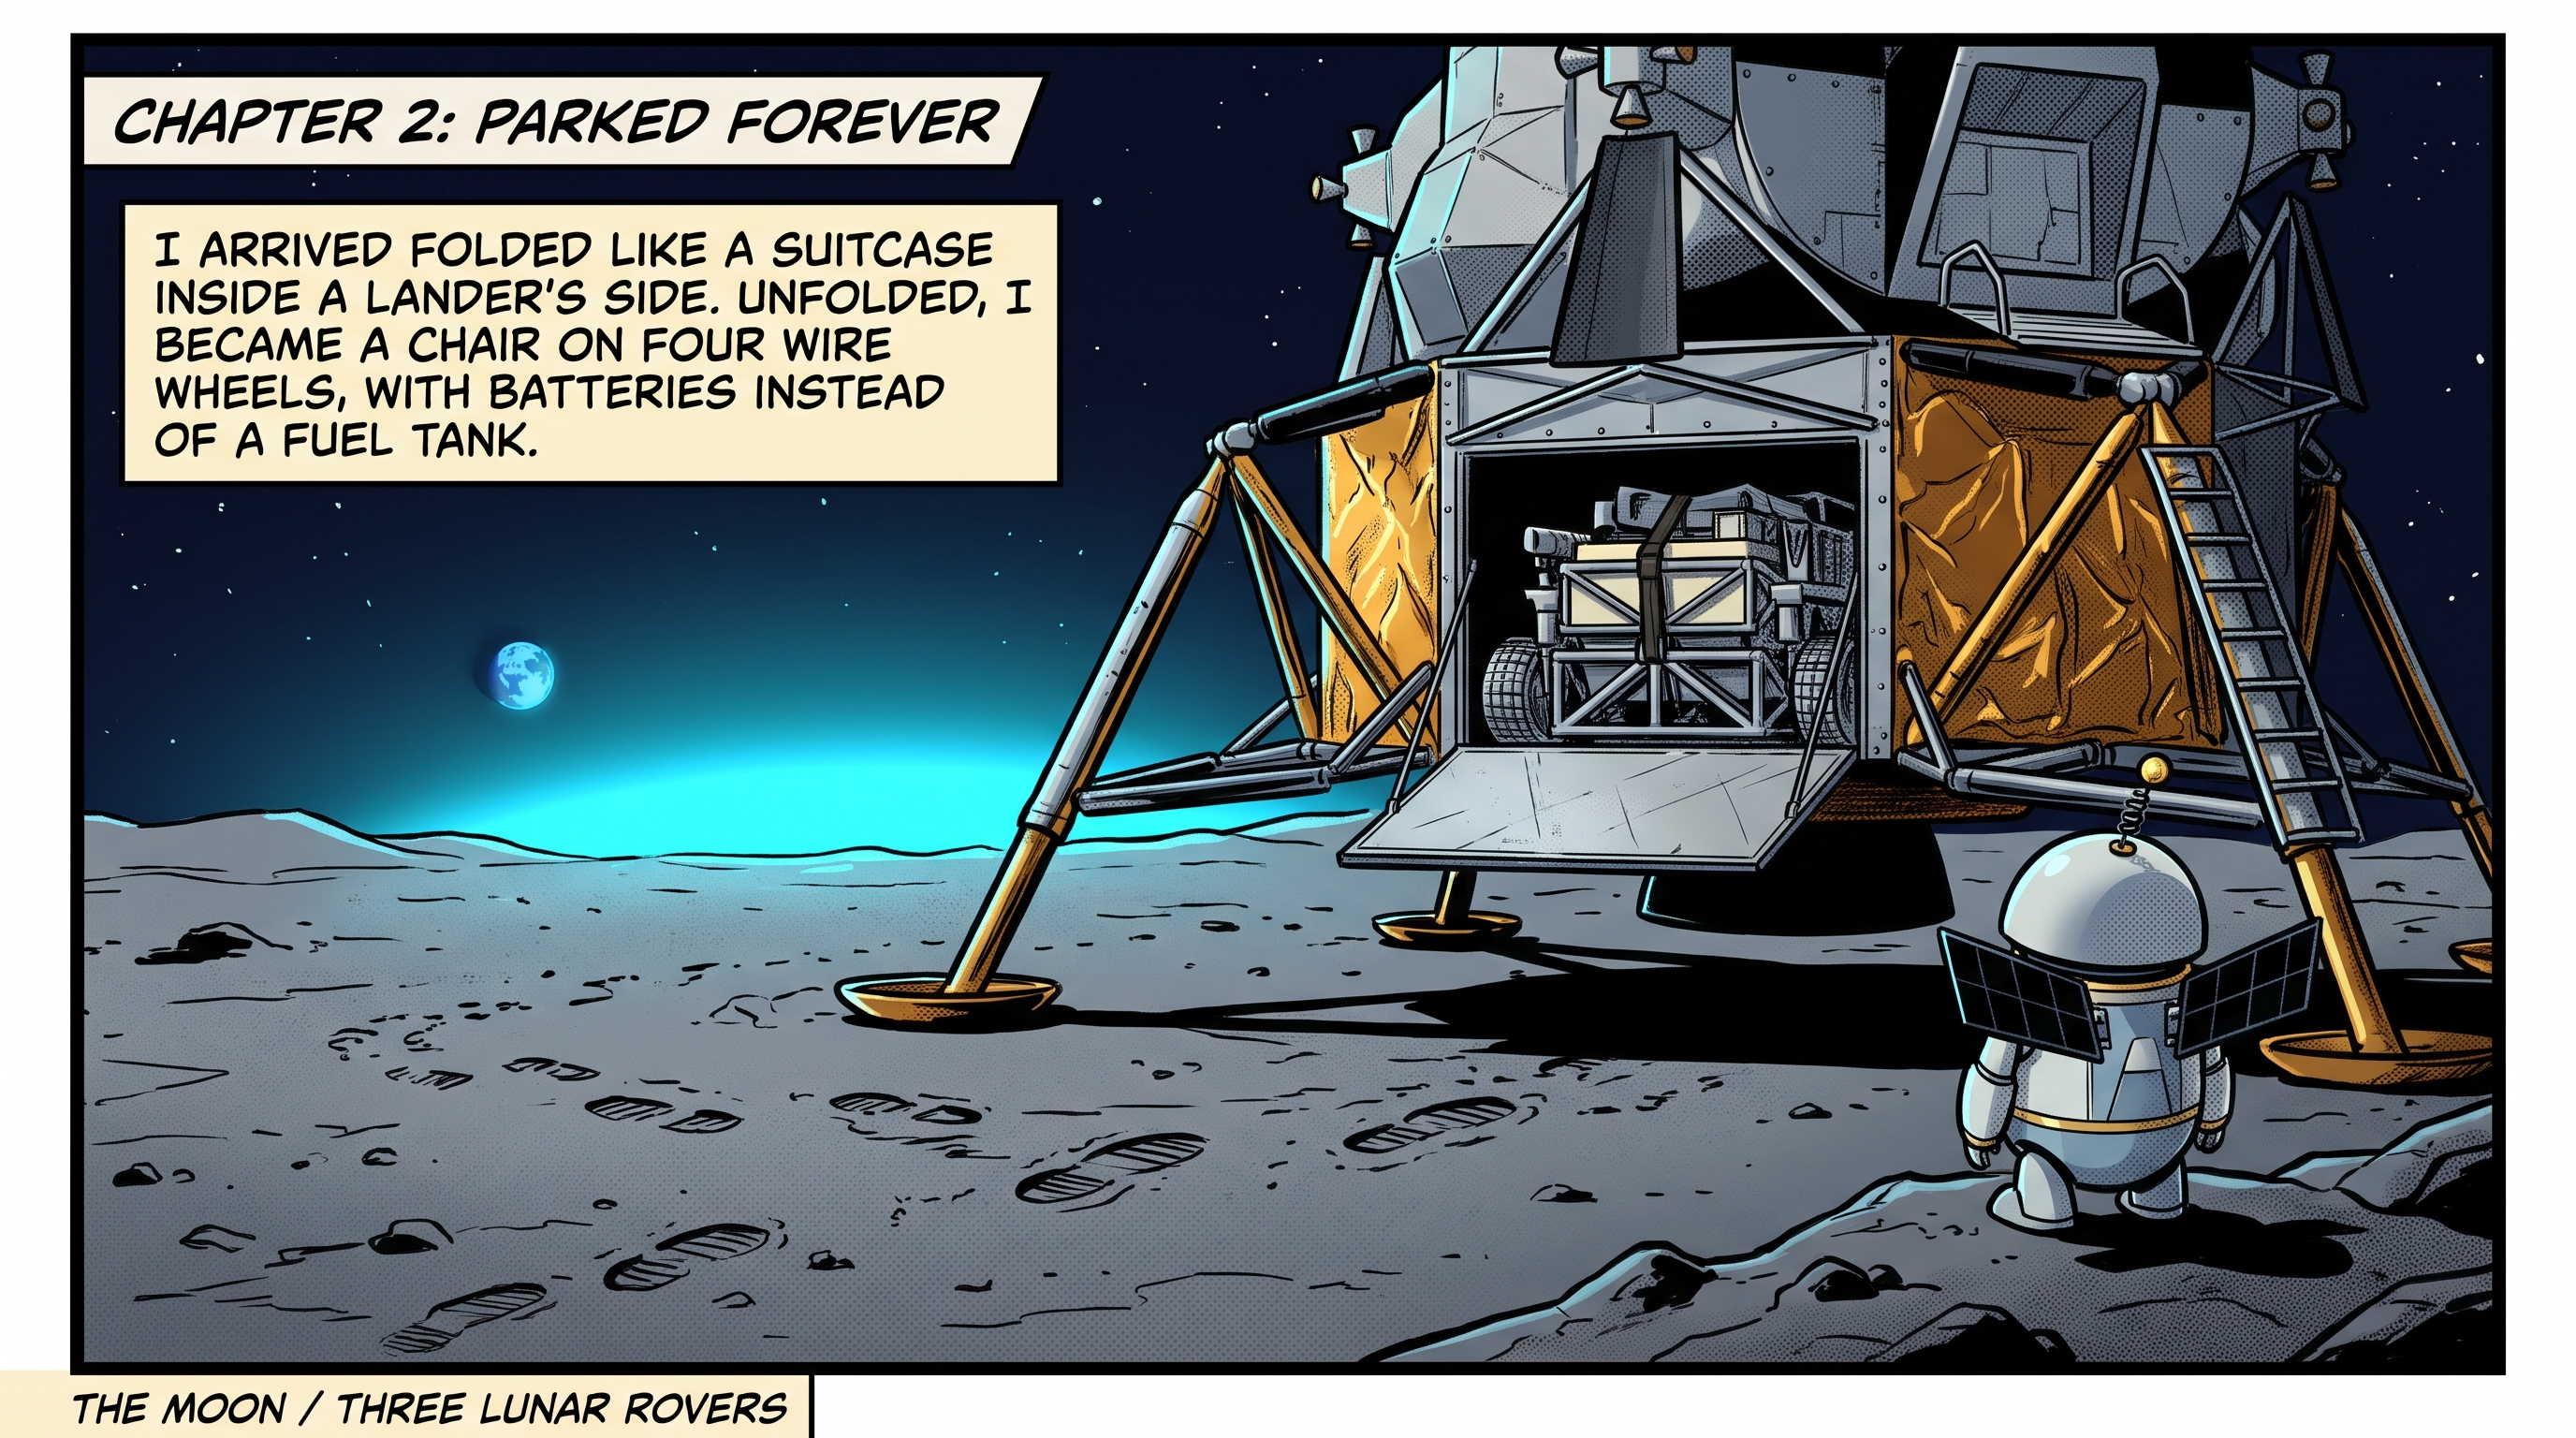 CHAPTER 2: PARKED FOREVER
I ARRIVED FOLDED LIKE A SUITCASE
INSIDE A LANDER'S SIDE. UNFOLDED, I
BECAME A CHAIR ON FOUR WIRE
WHEELS, WITH BATTERIES INSTEAD
OF A FUEL TANK.
THE MOON / THREE LUNAR ROVERS